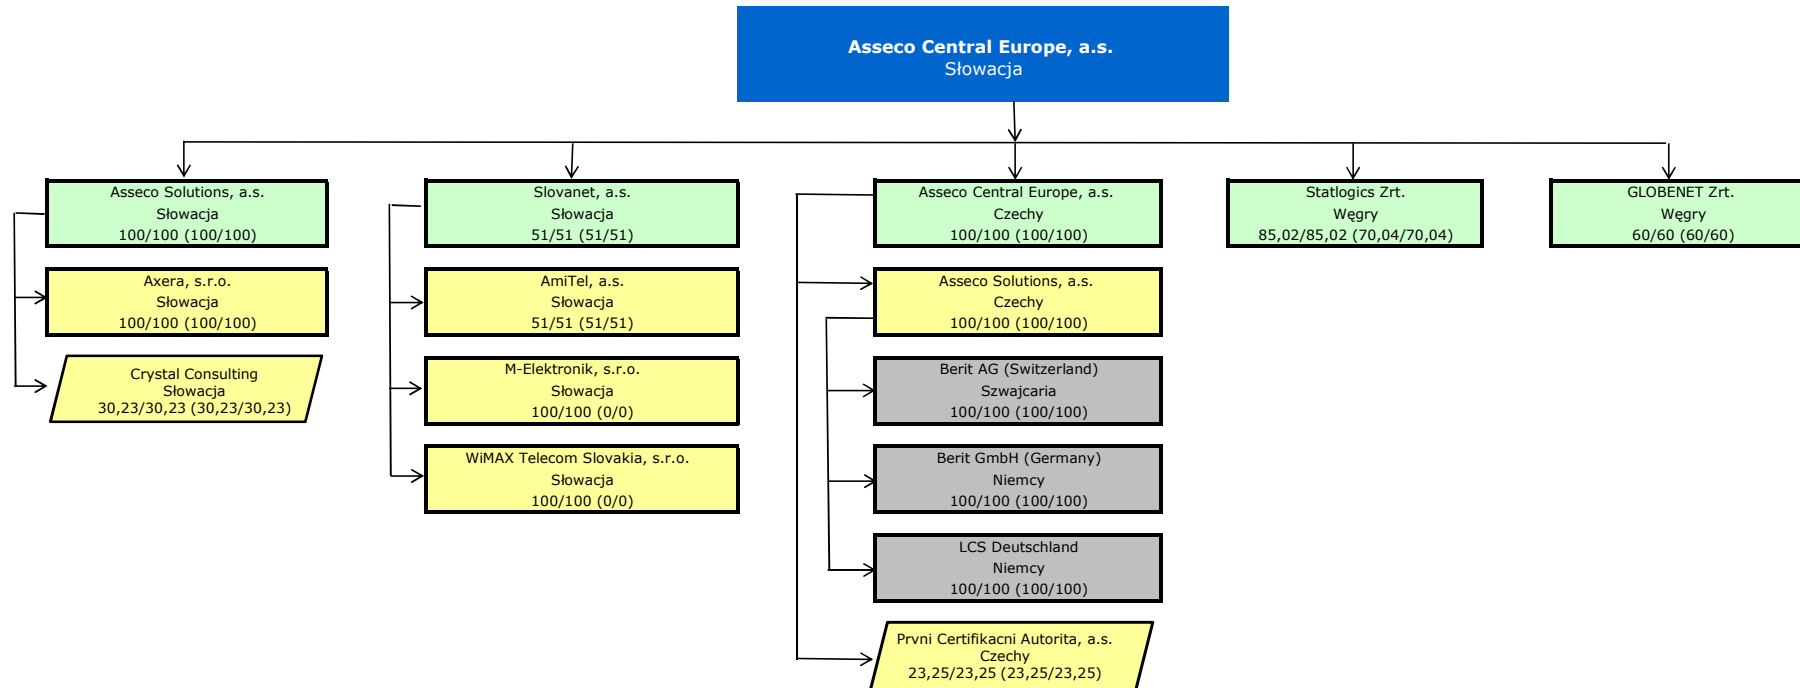 Asseco Central Europe, a.s.
Słowacja
Asseco Solutions, a.s.
Słowacja
100/100 (100/100)
Axera, s.r.o.
Słowacja
100/100 (100/100)
Crystal Consulting
Słowacja
30,23/30,23 (30,23/30,23)
Slovanet, a.s.
Słowacja
51/51 (51/51)
AmiTel, a.s.
Słowacja
51/51 (51/51)
M-Elektronik, s.r.o.
Słowacja
100/100 (0/0)
WiMAX Telecom Slovakia, s.r.o.
Słowacja
100/100 (0/0)
Asseco Central Europe, a.s.
Czechy
100/100 (100/100)
Asseco Solutions, a.s.
Czechy
100/100 (100/100)
Berit AG (Switzerland)
Szwajcaria
100/100 (100/100)
Berit GmbH (Germany)
Niemcy
100/100 (100/100)
LCS Deutschland
Niemcy
100/100 (100/100)
Prvni Certifikacni Autorita, a.s.
Czechy
23,25/23,25 (23,25/23,25)
Statlogics Zrt.
Węgry
85,02/85,02 (70,04/70,04)
GLOBENET Zrt.
Węgry
60/60 (60/60)